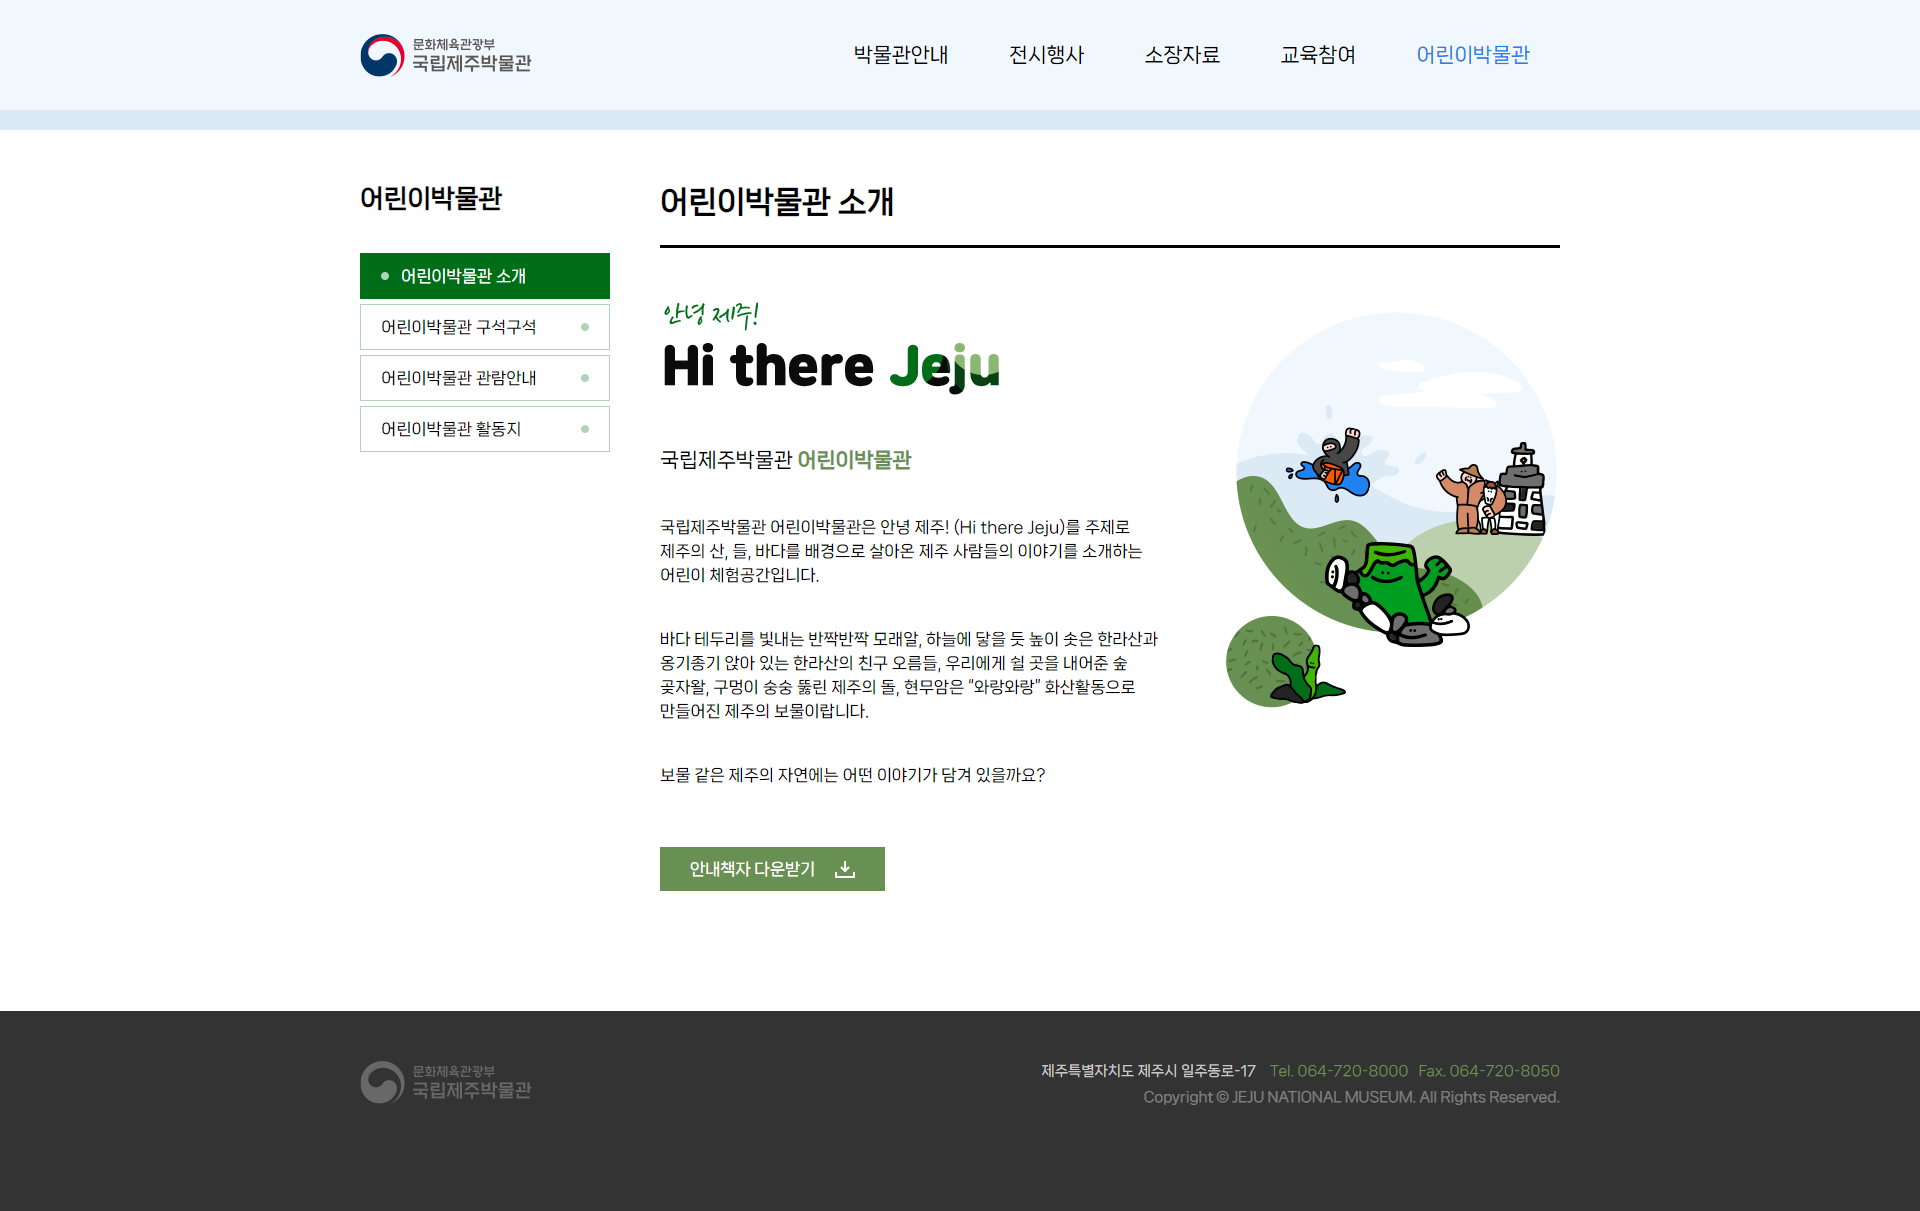 문화체육관광부
국립제주박물관
박물관안내
전시행사
소장자료
교육참여
어린이박물관
어린이박물관
어린이박물관 소개
어린이박물관 구석구석
어린이박물관 관람안내
어린이박물관 활동지
어린이박물관 소개
안녕 제주!
Hi there Jeju
국립제주박물관 어린이박물관
국립제주박물관 어린이박물관은 안녕 제주! (Hi there Jeju)를 주제로
제주의 산, 들, 바다를 배경으로 살아온 제주 사람들의 이야기를 소개하는
어린이 체험공간입니다.
바다 테두리를 빛내는 반짝반짝 모래알, 하늘에 닿을 듯 높이 솟은 한라산과
옹기종기 앉아 있는 한라산의 친구 오름들, 우리에게 쉴 곳을 내어준 숲
곶자왈, 구멍이 숭숭 뚫린 제주의 돌, 현무암은 “와랑와랑” 화산활동으로
만들어진 제주의 보물이랍니다.
보물 같은 제주의 자연에는 어떤 이야기가 담겨 있을까요?
안내책자 다운받기
문화체육관광부
국립제주박물관
제주특별자치도 제주시 일주동로-17 Tel. 064-720-8000 Fax. 064-720-8050
Copyright © JEJU NATIONAL MUSEUM. All Rights Reserved.